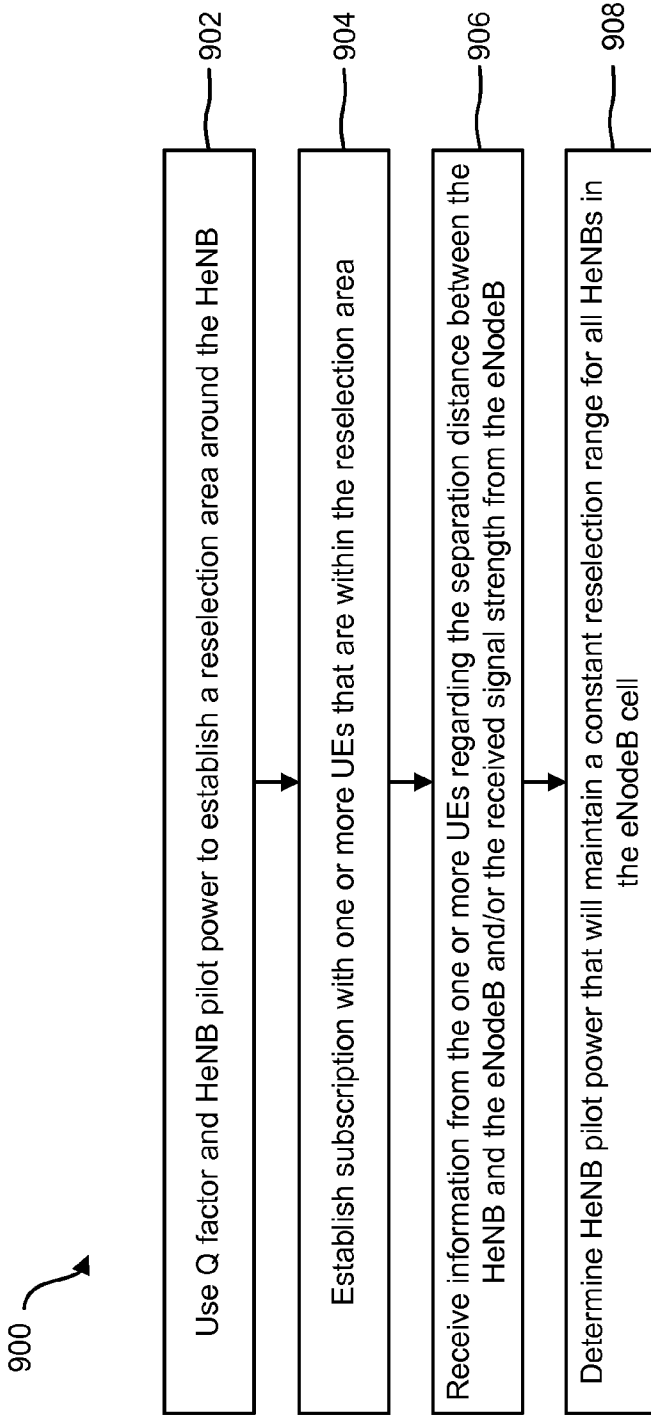 900
Use Q factor and HeNB pilot power to establish a reselection area around the HeNB
902
Establish subscription with one or more UEs that are within the reselection area
904
Receive information from the one or more UEs regarding the separation distance between the
HeNB and the eNodeB and/or the received signal strength from the eNodeB
906
Determine HeNB pilot power that will maintain a constant reselection range for all HeNBs in
the eNodeB cell
908